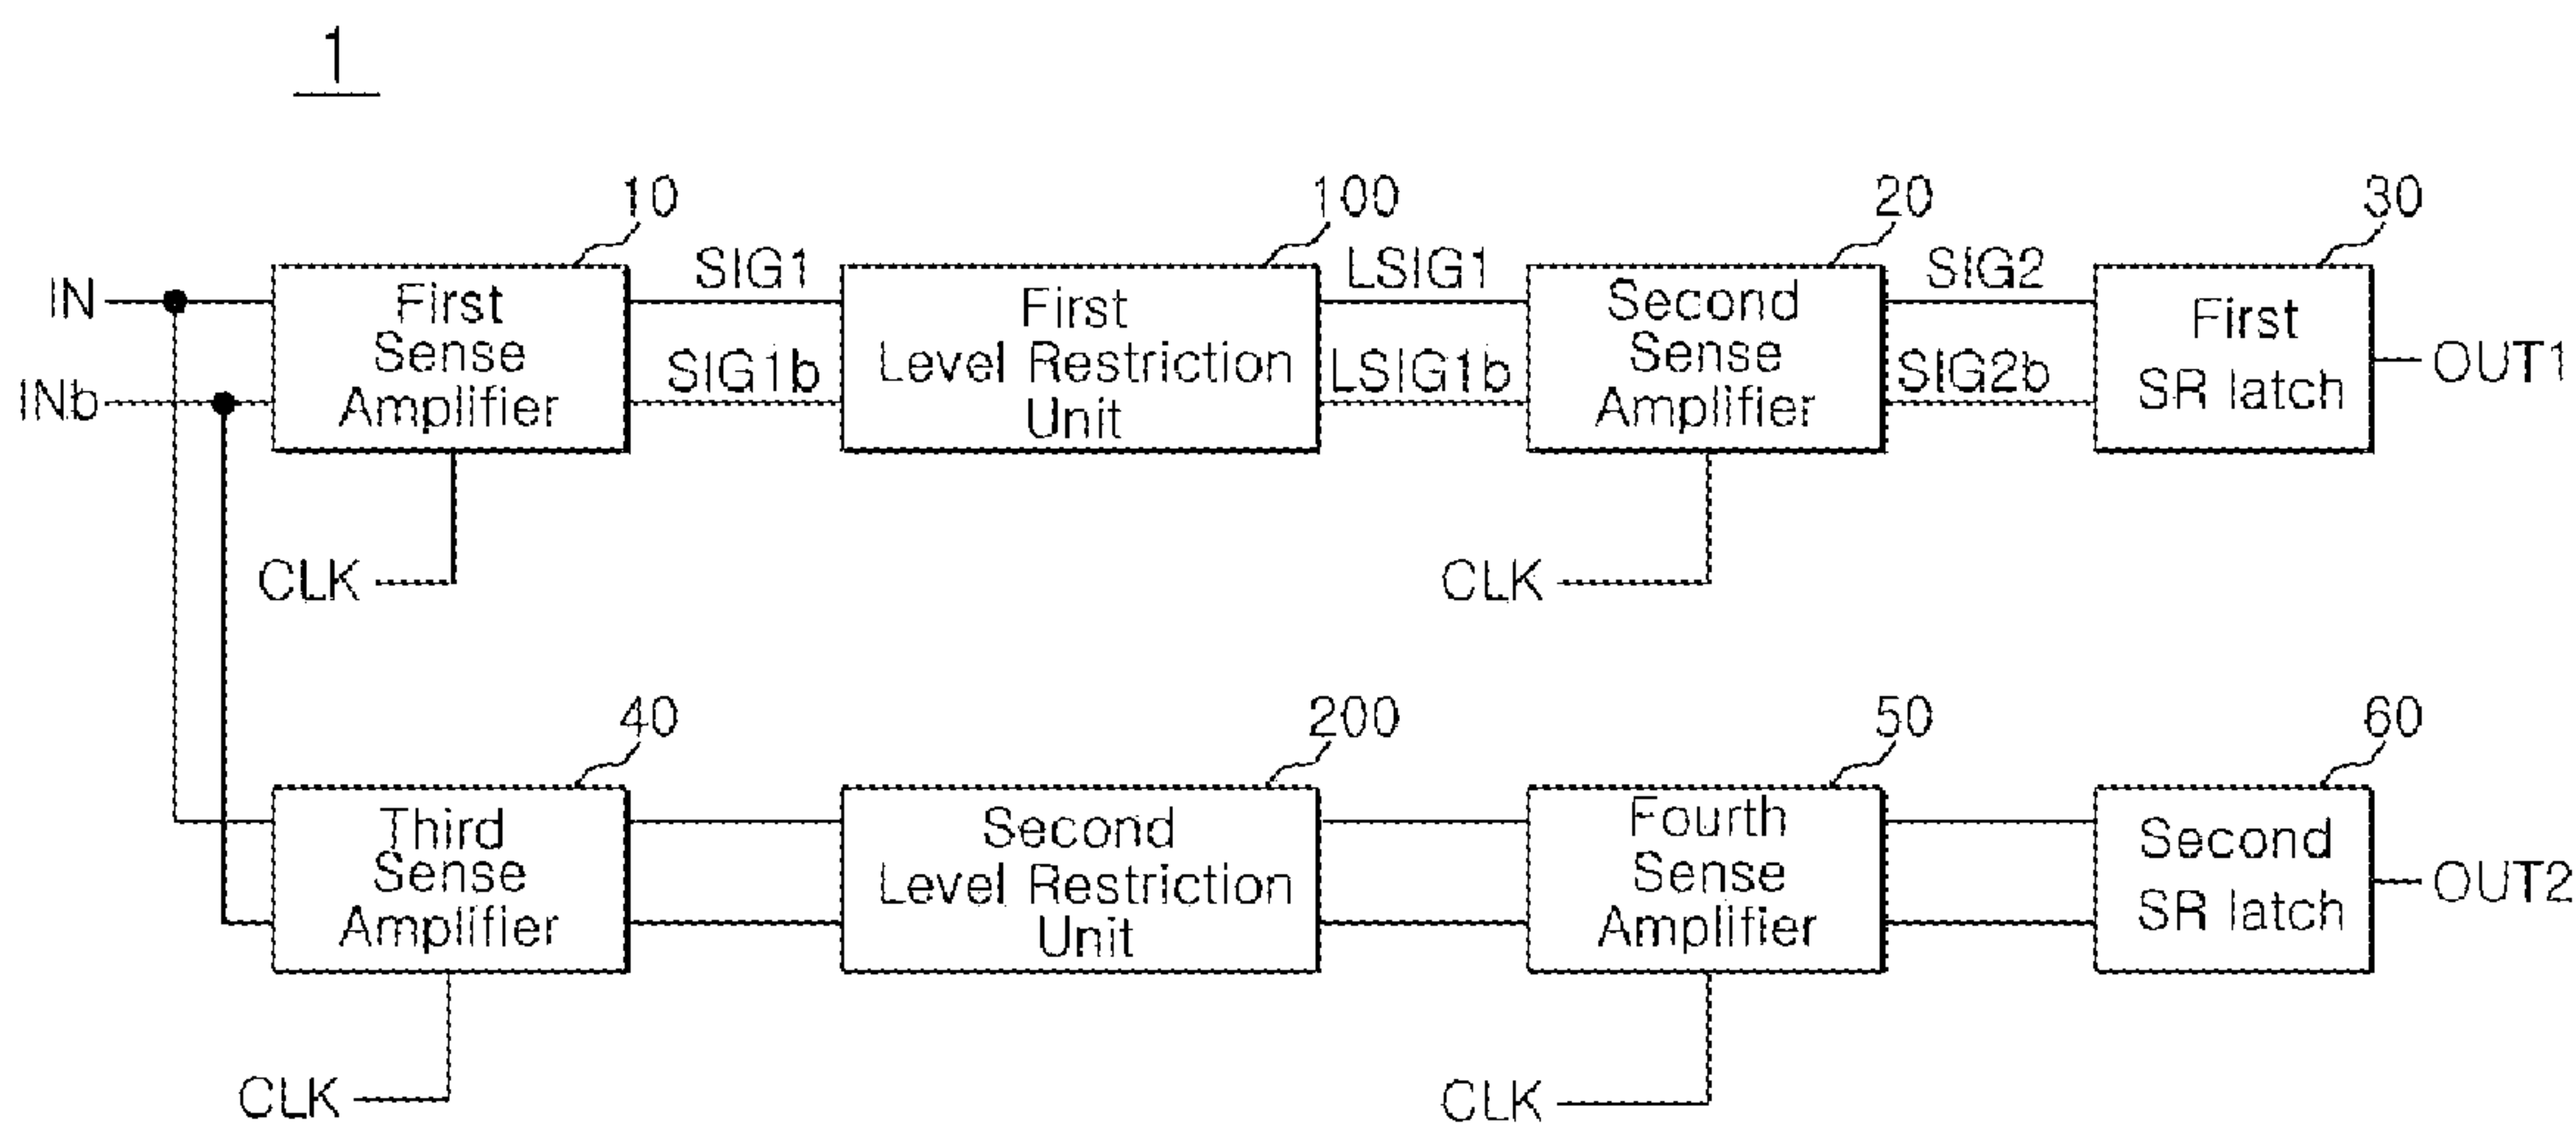 1
10
100
20
30
IN
INb
First
Sense
Amplifier
SIG1
SIG1b
First
Level Restriction
Unit
LSIG1
LSIG1b
Second
Sense
Amplifier
SIG2
SIG2b
First
SR latch
OUT1
CLK
CLK
40
200
50
60
Third
Sense
Amplifier
Second
Level Restriction
Unit
Fourth
Sense
Amplifier
Second
SR latch
OUT2
CLK
CLK